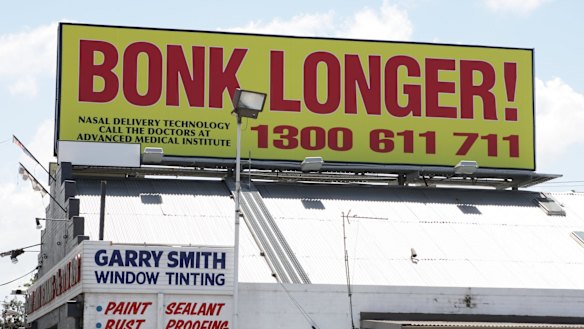 BONK LONGER!
NASAL DELIVERY TECHNOLOGY
CALL THE DOCTORS AT
ADVANCED MEDICAL INSTITUTE
1300 611 711
GARRY SMITH
WINDOW TINTING
• PAINT SEALANT
• RUST PROOFING